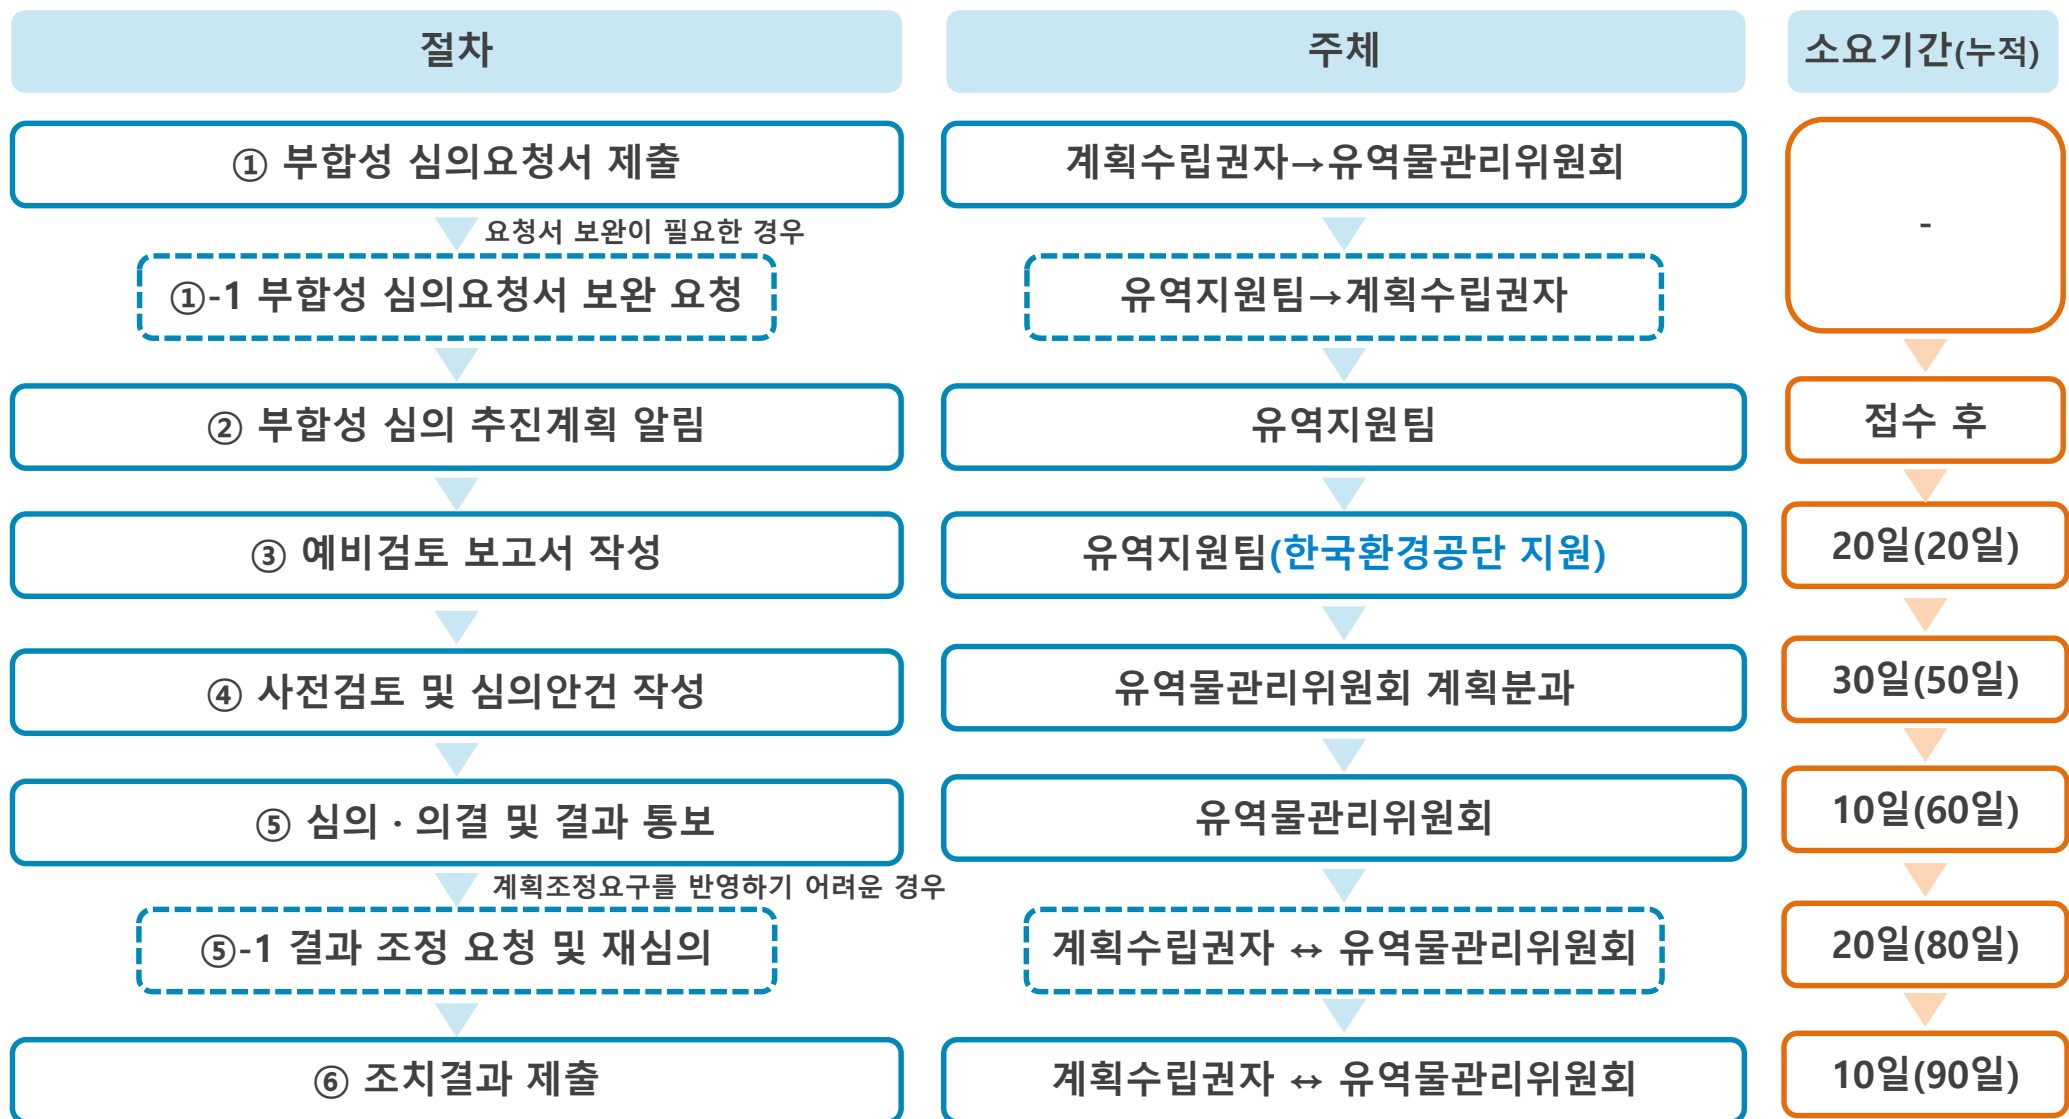 절차
주체
소요기간(누적)
① 부합성 심의요청서 제출
계획수립권자→유역물관리위원회
-
요청서 보완이 필요한 경우
①-1 부합성 심의요청서 보완 요청
유역지원팀→계획수립권자
② 부합성 심의 추진계획 알림
유역지원팀
접수 후
③ 예비검토 보고서 작성
유역지원팀(한국환경공단 지원)
20일(20일)
④ 사전검토 및 심의안건 작성
유역물관리위원회 계획분과
30일(50일)
⑤ 심의 · 의결 및 결과 통보
유역물관리위원회
10일(60일)
계획조정요구를 반영하기 어려운 경우
⑤-1 결과 조정 요청 및 재심의
계획수립권자 ↔ 유역물관리위원회
20일(80일)
⑥ 조치결과 제출
계획수립권자 ↔ 유역물관리위원회
10일(90일)